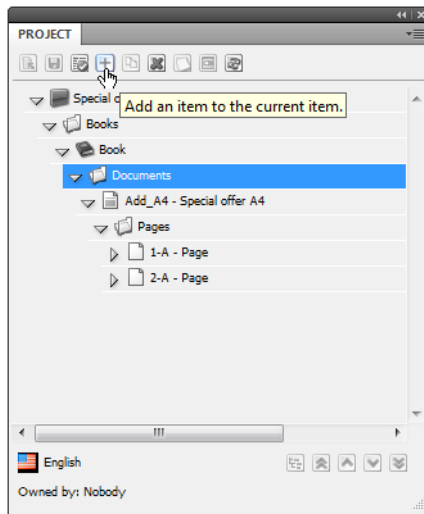 PROJECT
Special
Add an item to the current item.
Books
Book
Documents
Add_A4 - Special offer A4
Pages
1-A - Page
2-A - Page
English
Owned by: Nobody